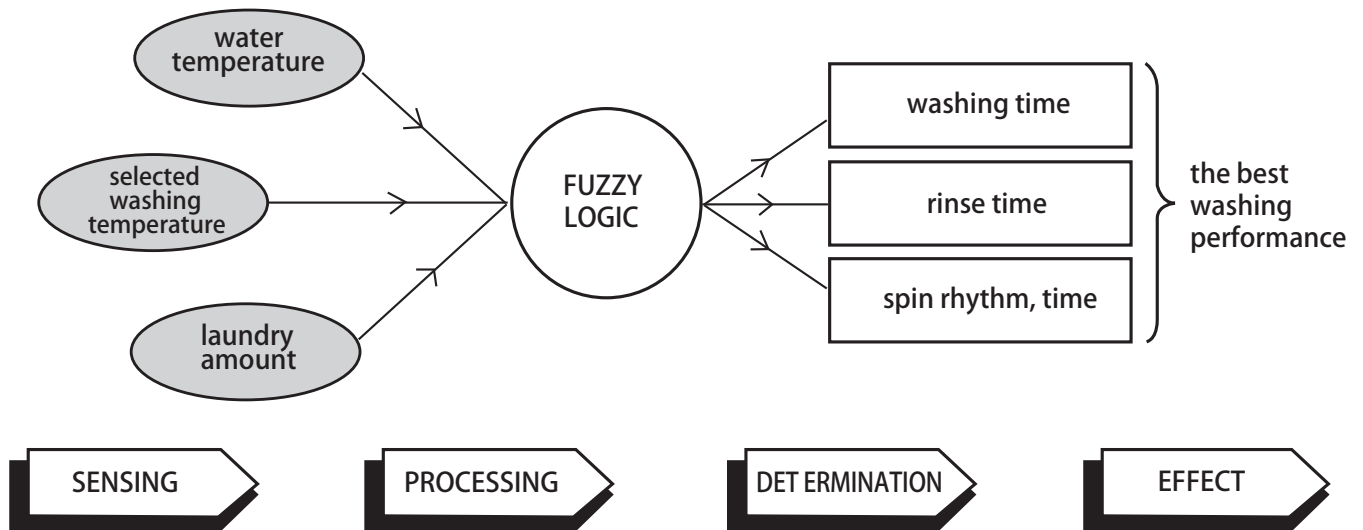 water
temperature
selected
washing
temperature
laundry
amount
FUZZY
LOGIC
washing time
rinse time
spin rhythm, time
the best
washing
performance
SENSING
PROCESSING
DET ERMINATION
EFFECT